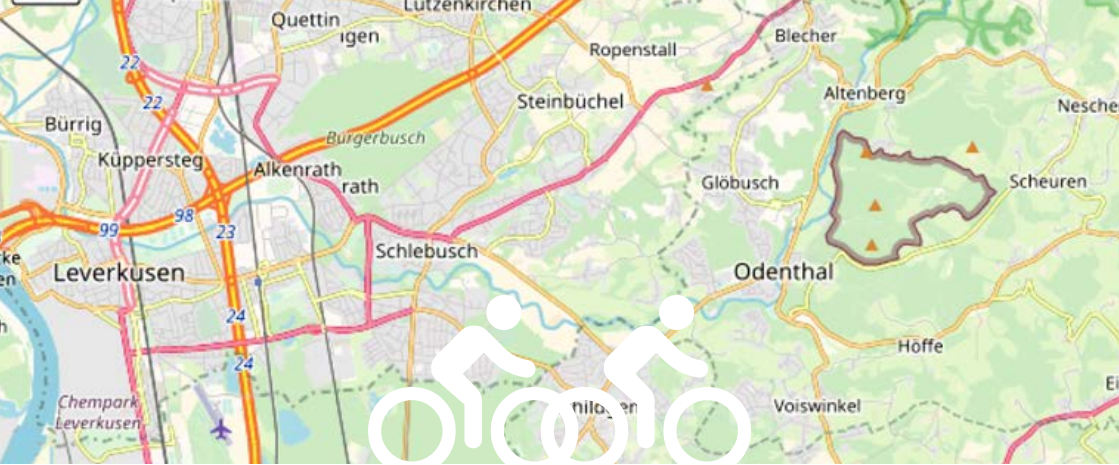 Lützenkirchen
Quettin
igen
Blecher
Ropenstall
22
Altenberg
Steinbüchel
22
Nesche
Bürrig
Burgerbusch
Küppersteg
Alkenrath
rath
Glöbusch
Scheuren
98
99
23
Schlebusch
Leverkusen
Odenthal
24
Höffe
24
Chempark
Leverkusen
Voiswinkel